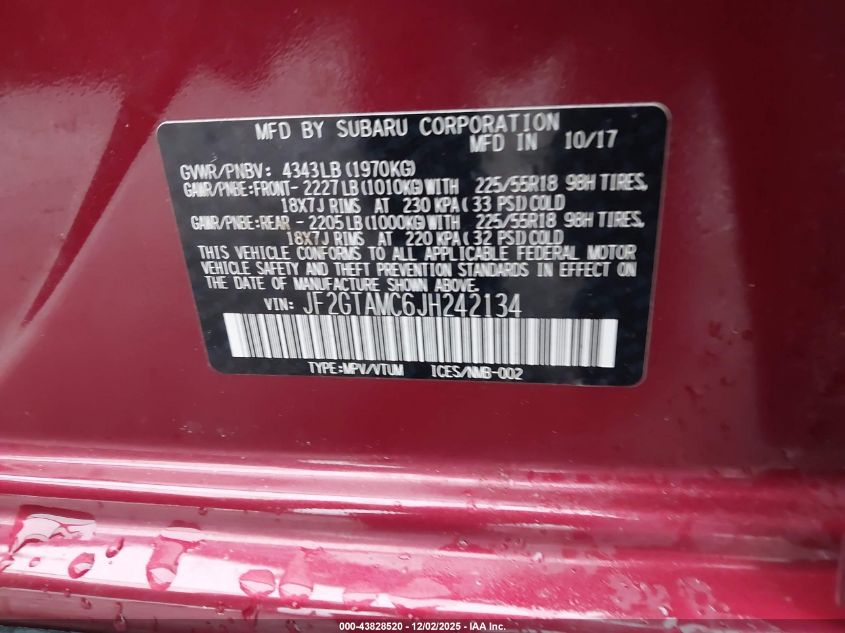 MFD BY SUBARU CORPORATION
MFD IN 10/17
GVWR/PNBV: 4343LB(1970KG)
GAWR/PNBE:FRONT- 2227LB(1010KG)WITH 225/55R18 98H TIRES,
18X7J RIMS AT 230 KPA(33 PSI)COLD
GAWR/PNBE:REAR - 2205LB(1000KG)WITH 225/55R18 98H TIRES,
18X7J RIMS AT 220 KPA(32 PSI)COLD
THIS VEHICLE CONFORMS TO ALL APPLICABLE FEDERAL MOTOR
VEHICLE SAFETY AND THEFT PREVENTION STANDARDS IN EFFECT ON
THE DATE OF MANUFACTURE SHOWN ABOVE.
VIN: JF2GTAMC6JH242134
TYPE:MPV/VTUM ICES/NMB-002
000-43828520 - 12/02/2025 - IAA Inc.